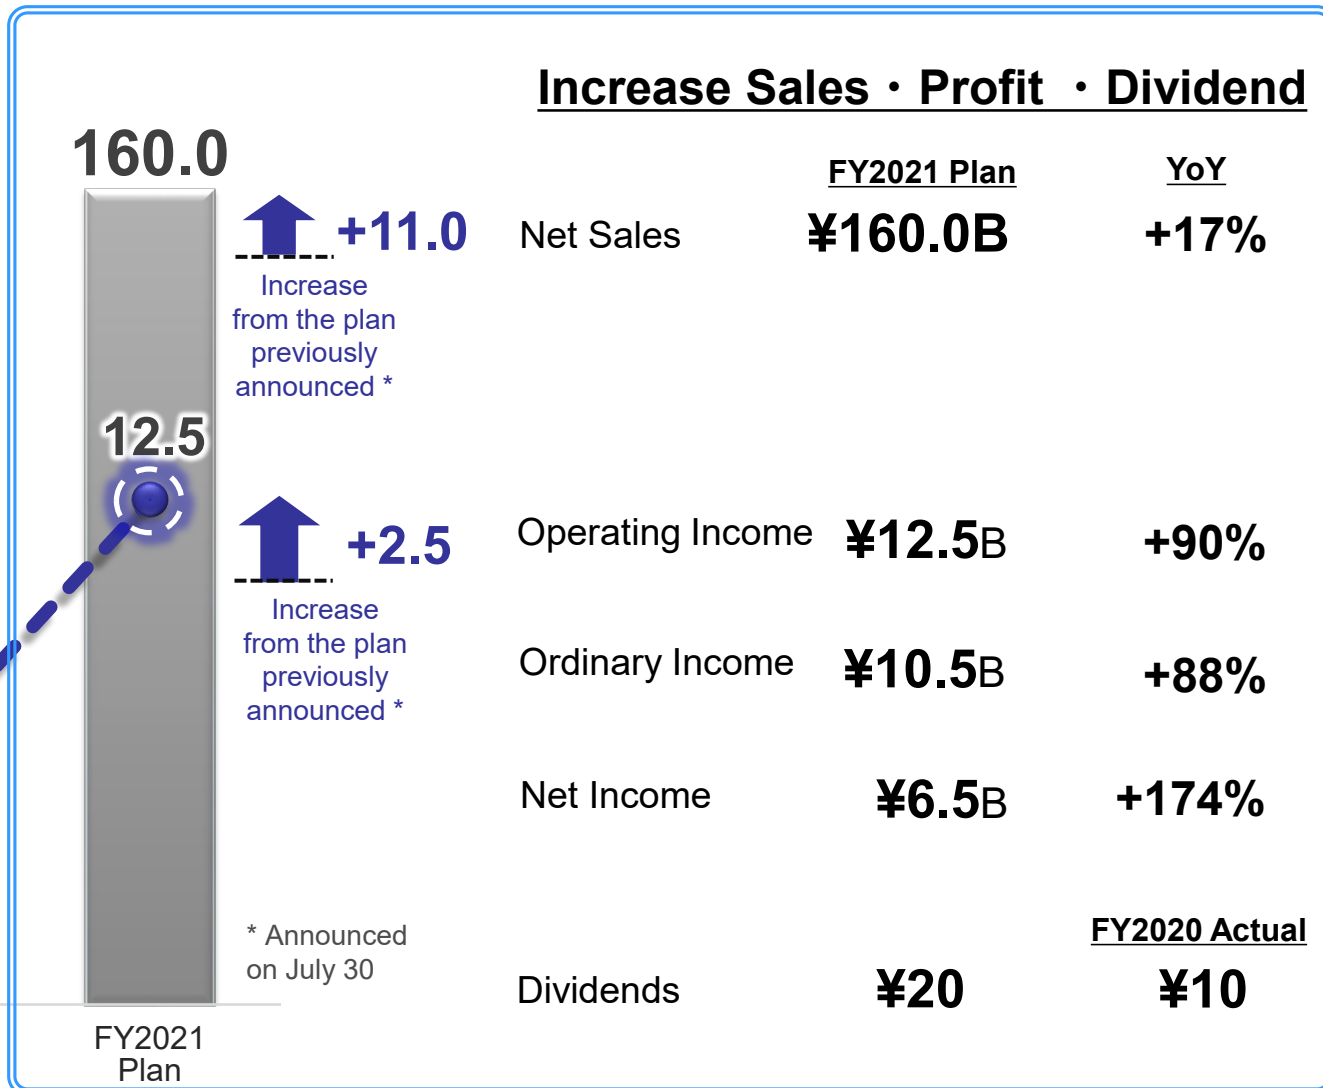 Increase Sales・Profit ・Dividend
160.0
FY2021 Plan
YoY
+11.0
Net Sales
¥160.0B
+17%
Increase
from the plan
previously
announced *
12.5
+2.5
Operating Income
¥12.5B
+90%
Increase
from the plan
previously
announced *
Ordinary Income
¥10.5B
+88%
Net Income
¥6.5B
+174%
* Announced
on July 30
FY2020 Actual
Dividends
¥20
¥10
FY2021
Plan